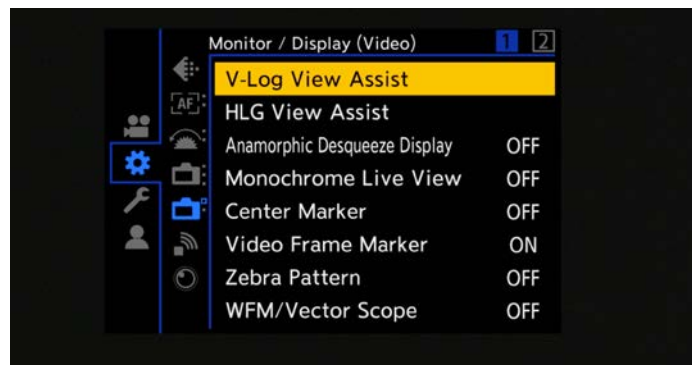 Monitor / Display (Video) 1 2
V-Log View Assist
AF
HLG View Assist
Anamorphic Desqueeze Display OFF
Monochrome Live View OFF
Center Marker OFF
Video Frame Marker ON
Zebra Pattern OFF
WFM/Vector Scope OFF